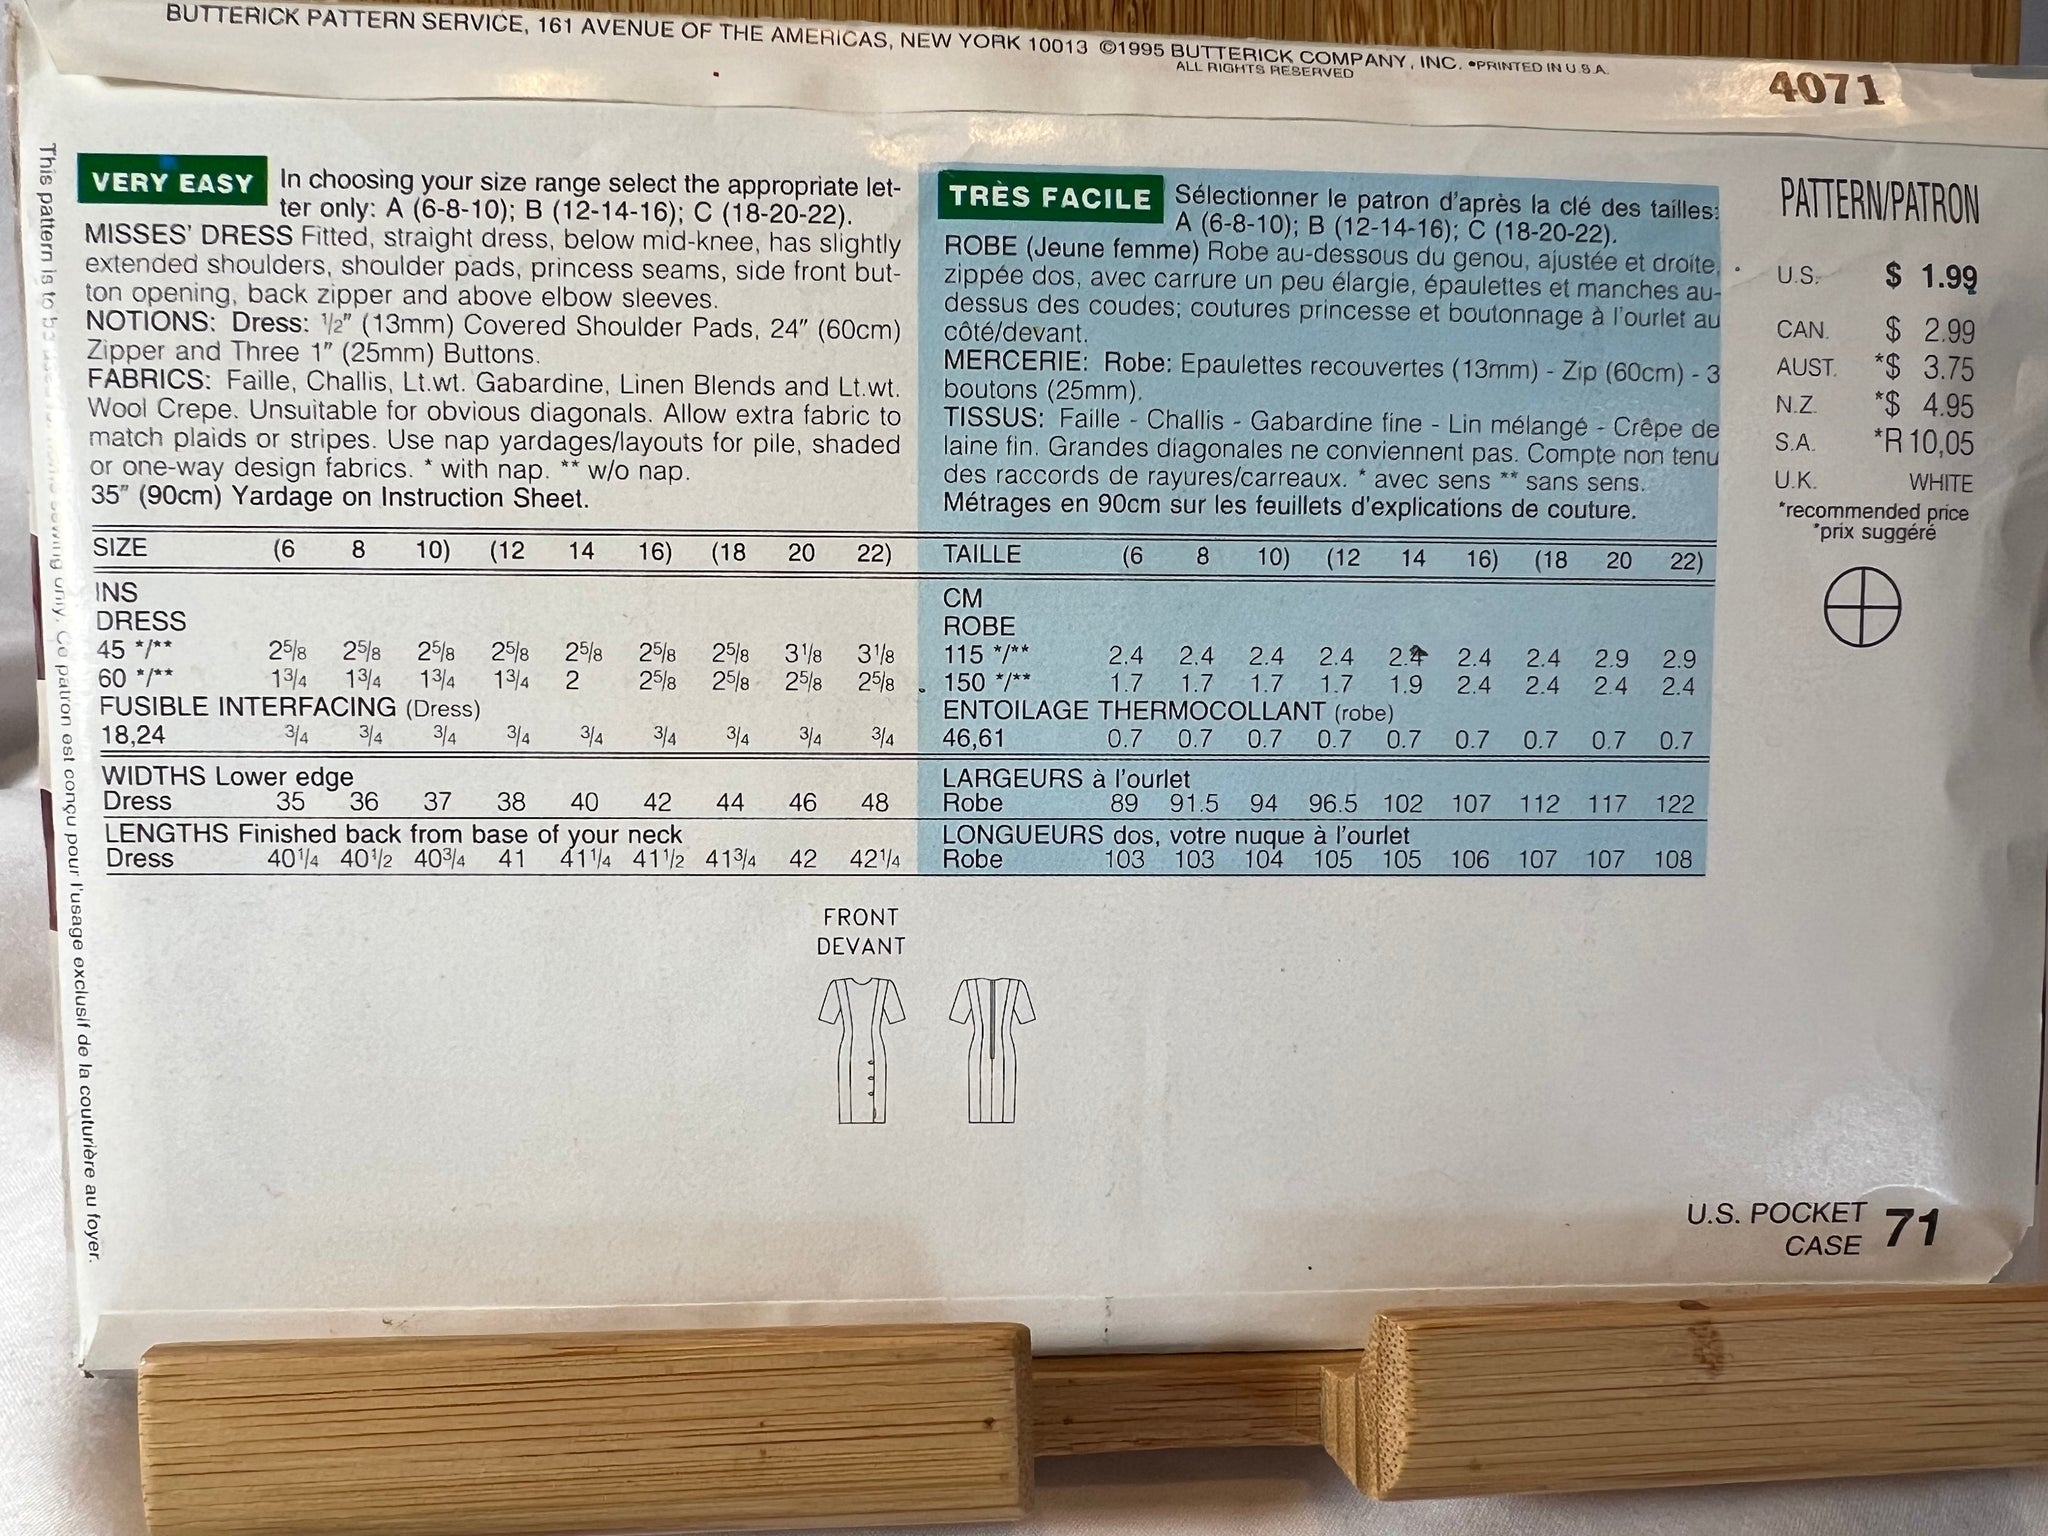 BUTTERICK PATTERN SERVICE, 161 AVENUE OF THE AMERICAS, NEW YORK 10013 ©1995 BUTTERICK COMPANY, INC. •PRINTED IN U.S.A.
ALL RIGHTS RESERVED
4071
VERY EASY In choosing your size range select the appropriate let-
ter only: A (6-8-10); B (12-14-16); C (18-20-22).
MISSES' DRESS Fitted, straight dress, below mid-knee, has slightly
extended shoulders, shoulder pads, princess seams, side front but-
ton opening, back zipper and above elbow sleeves.
NOTIONS: Dress: 1/2" (13mm) Covered Shoulder Pads, 24" (60cm)
Zipper and Three 1" (25mm) Buttons.
FABRICS: Faille, Challis, Lt.wt. Gabardine, Linen Blends and Lt.wt.
Wool Crepe. Unsuitable for obvious diagonals. Allow extra fabric to
match plaids or stripes. Use nap yardages/layouts for pile, shaded
or one-way design fabrics. * with nap. ** w/o nap.
35" (90cm) Yardage on Instruction Sheet.
SIZE (6 8 10) (12 14 16) (18 20 22)
INS
DRESS
45 */** 2 5/8 2 5/8 2 5/8 2 5/8 2 5/8 2 5/8 2 5/8 3 1/8 3 1/8
60 */** 1 3/4 1 3/4 1 3/4 1 3/4 2 2 5/8 2 5/8 2 5/8 2 5/8
FUSIBLE INTERFACING (Dress)
18,24 3/4 3/4 3/4 3/4 3/4 3/4 3/4 3/4 3/4
WIDTHS Lower edge
Dress 35 36 37 38 40 42 44 46 48
LENGTHS Finished back from base of your neck
Dress 40 1/4 40 1/2 40 3/4 41 41 1/4 41 1/2 41 3/4 42 42 1/4
TRÈS FACILE Sélectionner le patron d'après la clé des tailles:
A (6-8-10); B (12-14-16); C (18-20-22).
ROBE (Jeune femme) Robe au-dessous du genou, ajustée et droite,
zippée dos, avec carrure un peu élargie, épaulettes et manches au-
dessus des coudes; coutures princesse et boutonnage à l'ourlet au
côté/devant.
MERCERIE: Robe: Epaulettes recouvertes (13mm) - Zip (60cm) - 3
boutons (25mm).
TISSUS: Faille - Challis - Gabardine fine - Lin mélangé - Crêpe de
laine fin. Grandes diagonales ne conviennent pas. Compte non tenu
des raccords de rayures/carreaux. * avec sens ** sans sens.
Métrages en 90cm sur les feuillets d'explications de couture.
TAILLE (6 8 10) (12 14 16) (18 20 22)
CM
ROBE
115 */** 2.4 2.4 2.4 2.4 2.4 2.4 2.4 2.9 2.9
150 */** 1.7 1.7 1.7 1.7 1.9 2.4 2.4 2.4 2.4
ENTOILAGE THERMOCOLLANT (robe)
46,61 0.7 0.7 0.7 0.7 0.7 0.7 0.7 0.7 0.7
LARGEURS à l'ourlet
Robe 89 91.5 94 96.5 102 107 112 117 122
LONGUEURS dos, votre nuque à l'ourlet
Robe 103 103 104 105 105 106 107 107 108
PATTERN/PATRON
U.S. $ 1.99
CAN. $ 2.99
AUST. *$ 3.75
N.Z. *$ 4.95
S.A. *R 10,05
U.K. WHITE
*recommended price
*prix suggéré
FRONT
DEVANT
U.S. POCKET
CASE 71
This pattern is to sewing only. Ce patron est conçu pour l'usage exclusif de la couturière au foyer.